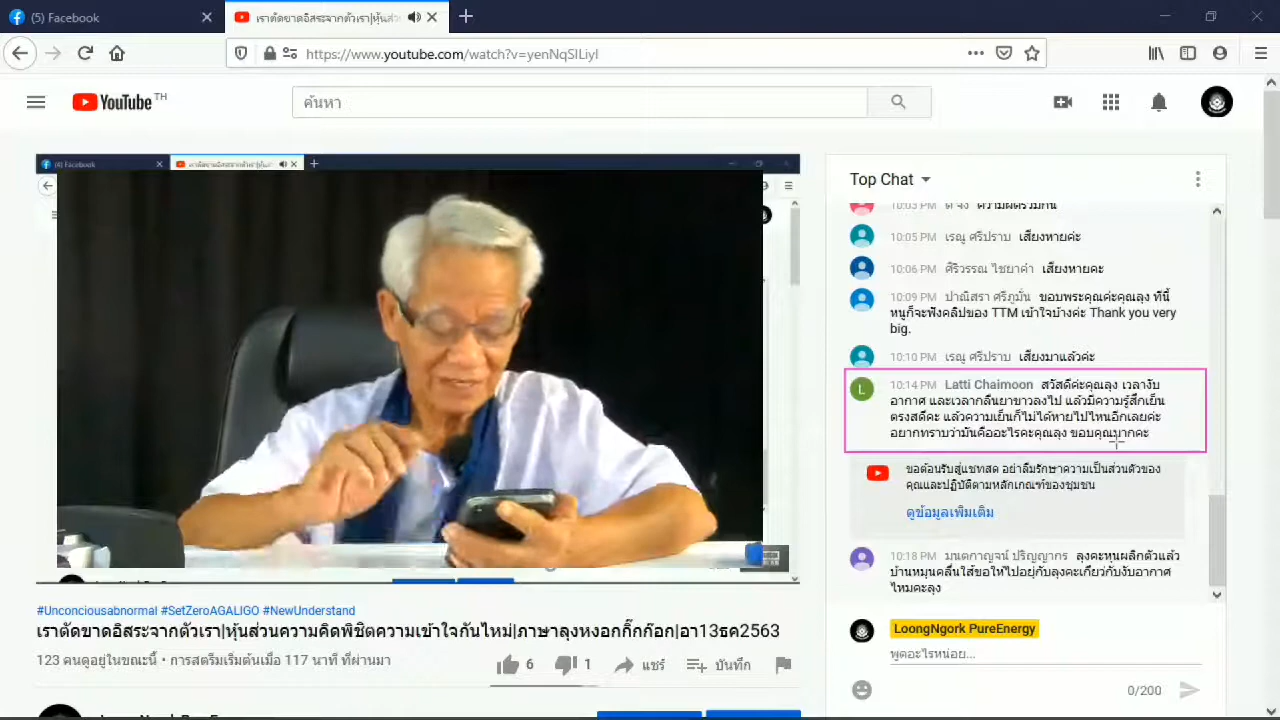 (5) Facebook
เราตัดขาดอิสระจากตัวเรา|หุ้นส่ว
https://www.youtube.com/watch?v=yenNqSILiyI
YouTube TH
ค้นหา
(4) Facebook
Top Chat
10:03 PM ความผิดร่วมกัน
10:05 PM เรณู ศรีปราบ เสียงหายค่ะ
10:06 PM ศิริวรรณ ไชยาคำ เสียงหายคะ
10:09 PM ปาณิสรา ศรีภูมั่น ขอบพระคุณค่ะคุณลุง ทีนี้
หนูก็จะฟังคลิปของ TTM เข้าใจบ้างค่ะ Thank you very
big.
10:10 PM เรณู ศรีปราบ เสียงมาแล้วค่ะ
10:14 PM Latti Chaimoon สวัสดีค่ะคุณลุง เวลางับ
อากาศ และเวลากลืนยาขาวลงไป แล้วมีความรู้สึกเย็น
ตรงสดีคะ แล้วความเย็นก็ไม่ได้หายไปไหนอีกเลยค่ะ
อยากทราบว่ามันคืออะไรคะคุณลุง ขอบคุณมากคะ
ขอต้อนรับสู่แชทสด อย่าลืมรักษาความเป็นส่วนตัวของ
คุณและปฏิบัติตามหลักเกณฑ์ของชุมชน
ดูข้อมูลเพิ่มเติม
10:18 PM มนตกาญจน์ ปริญญากร ลุงคะหนูผลิกตัวแล้ว
บ้านหมุนคลื่นใส้ขอให้ไปอยู่กับลุงคะเกี่ยวกับงับอากาศ
ไหมคะลุง
LoongNgork PureEnergy
พูดอะไรหน่อย...
0/200
#Unconciousabnormal #SetZeroAGALIGO #NewUnderstand
เราตัดขาดอิสระจากตัวเรา|หุ้นส่วนความคิดพิชิตความเข้าใจกันไหม่|ภาษาลุงหงอกกิ๊กก๊อก|อา13ธค2563
123 คนดูอยู่ในขณะนี้ • การสตรีมเริ่มต้นเมื่อ 117 นาที ที่ผ่านมา
6 1 แชร์ บันทึก